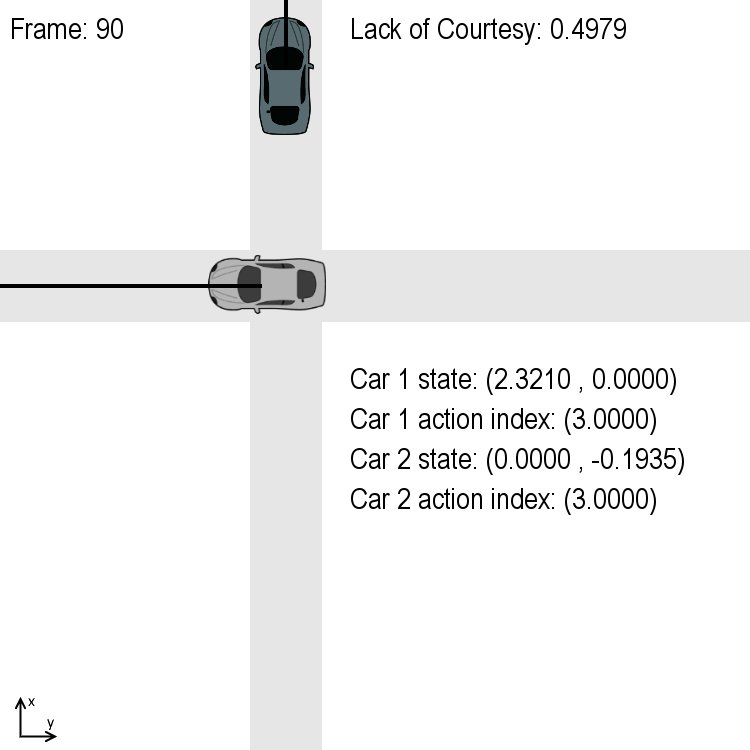 Frame: 90
Lack of Courtesy: 0.4979
Car 1 state: (2.3210 , 0.0000)
Car 1 action index: (3.0000)
Car 2 state: (0.0000 , -0.1935)
Car 2 action index: (3.0000)
x
y